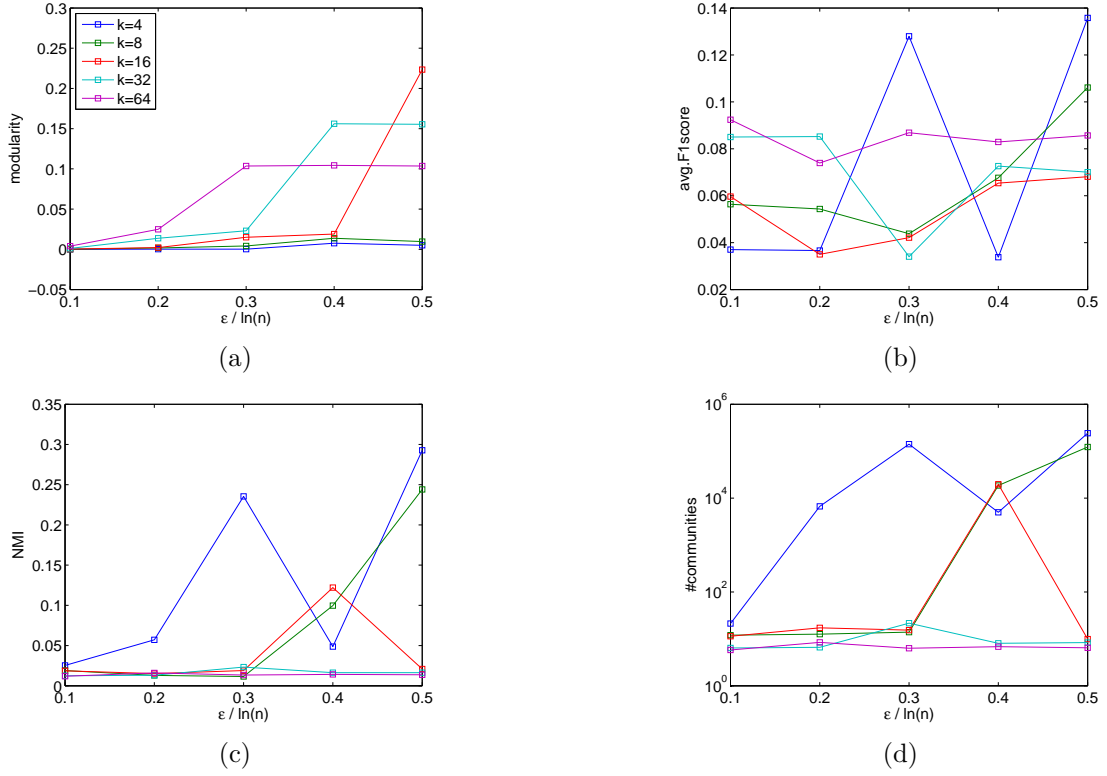 0.3
0.25
0.2
0.15
0.1
0.05
0
−0.05
modularity
k=4
k=8
k=16
k=32
k=64
0.1 0.2 0.3 0.4 0.5
ε / ln(n)
(a)
0.14
0.12
0.1
0.08
0.06
0.04
0.02
avg.F1score
0.1 0.2 0.3 0.4 0.5
ε / ln(n)
(b)
0.35
0.3
0.25
0.2
0.15
0.1
0.05
0
NMI
0.1 0.2 0.3 0.4 0.5
ε / ln(n)
(c)
10^6
10^4
10^2
10^0
#communities
0.1 0.2 0.3 0.4 0.5
ε / ln(n)
(d)